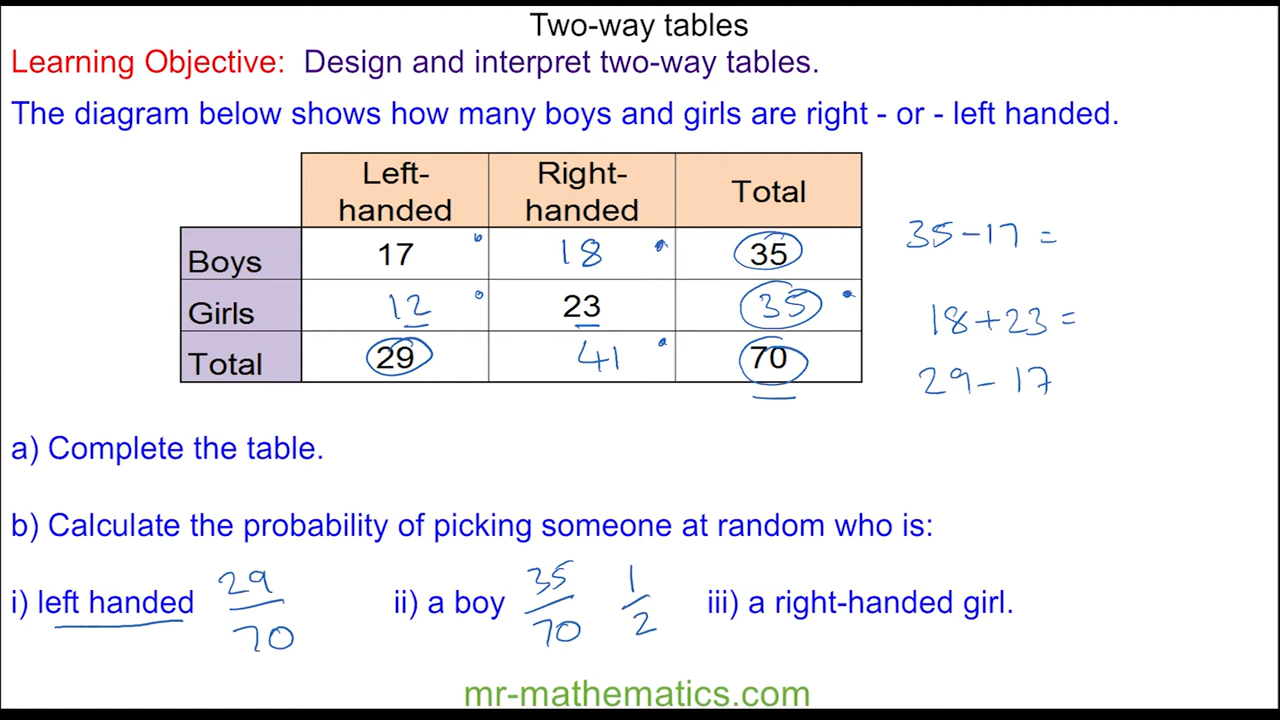 Two-way tables
Learning Objective: Design and interpret two-way tables.
The diagram below shows how many boys and girls are right - or - left handed.
Left-handed Right-handed Total
Boys 17 18 35
35-17 =
Girls 12 23 35
18+23 =
Total 29 41 70
29-17
a) Complete the table.
b) Calculate the probability of picking someone at random who is:
i) left handed 29/70 ii) a boy 35/70 1/2 iii) a right-handed girl.
mr-mathematics.com